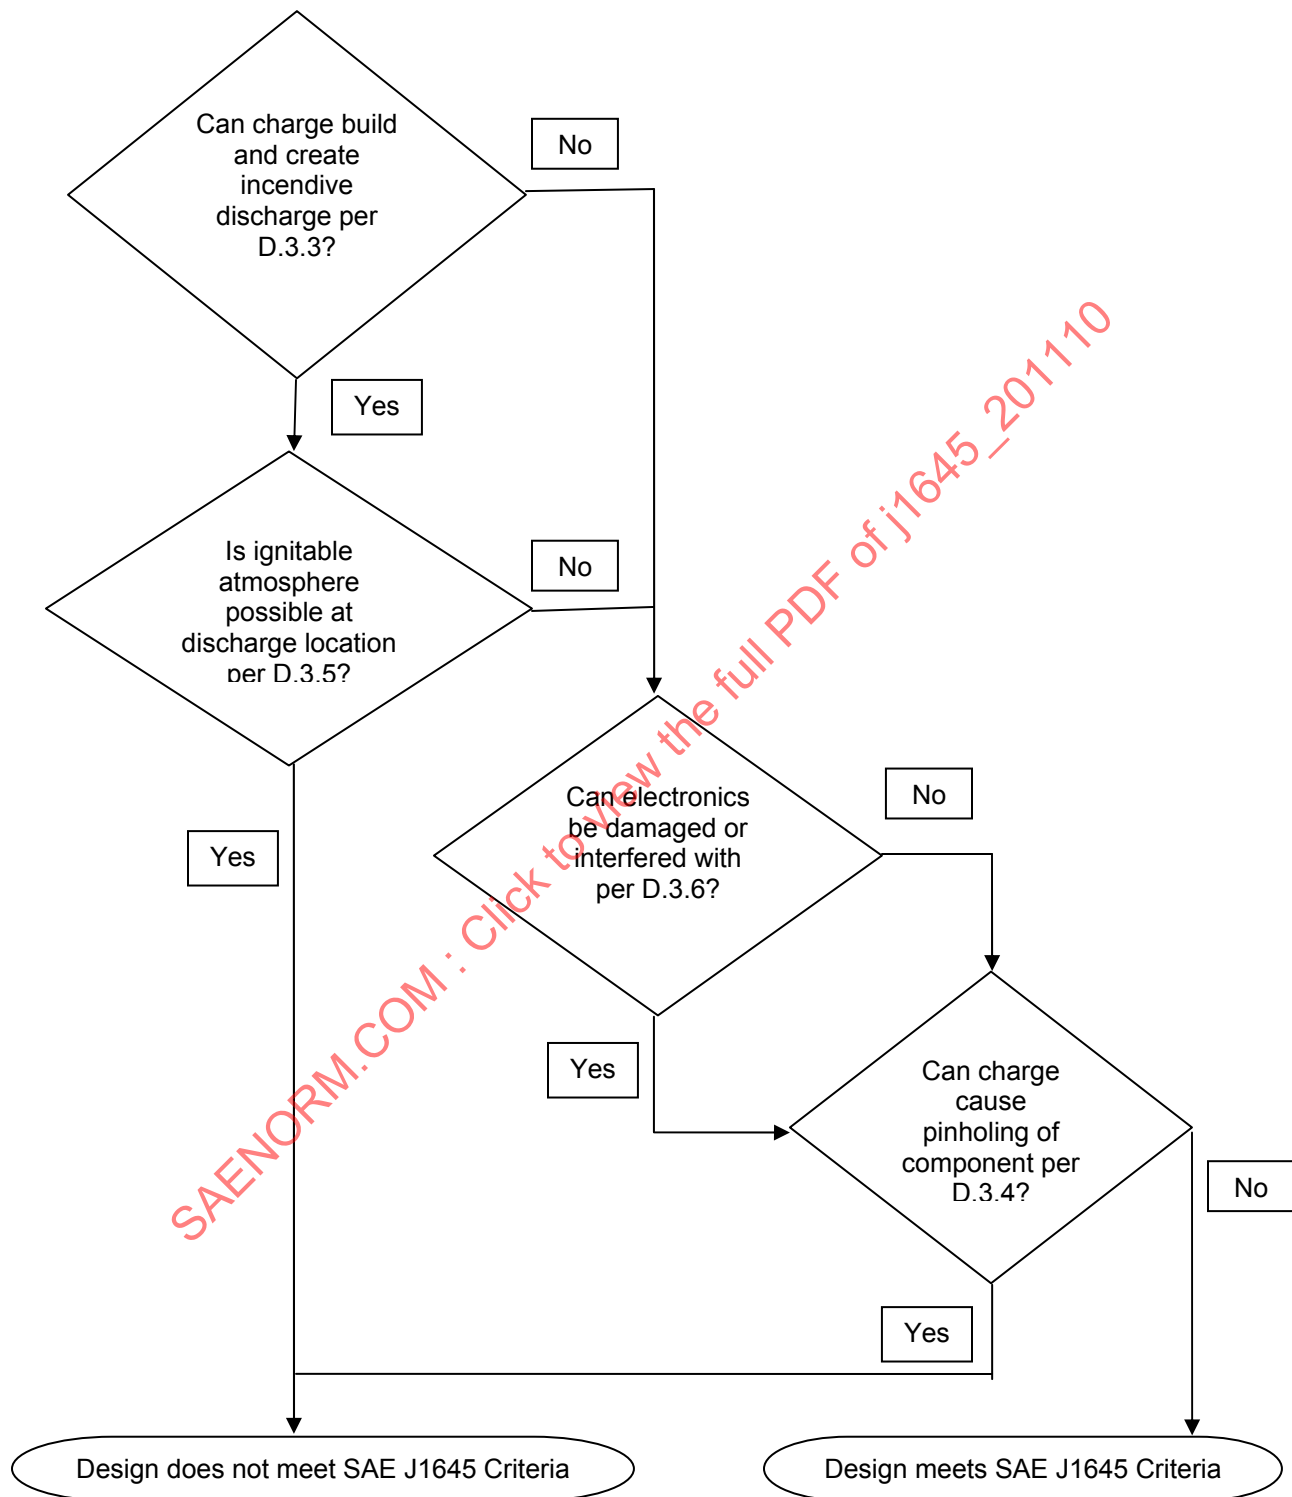 Can charge build
and create
incendive
discharge per
D.3.3?
No
Yes
Is ignitable
atmosphere
possible at
discharge location
per D.3.5?
No
Yes
Can electronics
be damaged or
interfered with
per D.3.6?
No
Yes
Can charge
cause
pinholing of
component per
D.3.4?
No
Yes
Design does not meet SAE J1645 Criteria
Design meets SAE J1645 Criteria
SAENORM.COM : Click to view the full PDF of j1645_201110